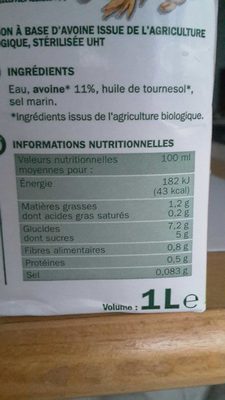 ON À BASE D'AVOINE ISSUE DE L'AGRICULTURE
GIQUE, STÉRILISÉE UHT
INGRÉDIENTS
Eau, avoine* 11%, huile de tournesol*,
sel marin.
*Ingrédients issus de l'agriculture biologique.
INFORMATIONS NUTRITIONNELLES
Valeurs nutritionnelles 100 ml
moyennes pour :
Énergie 182 kJ
(43 kcal)
Matières grasses 1,2 g
dont acides gras saturés 0,2 g
Glucides 7,2 g
dont sucres 5 g
Fibres alimentaires 0,8 g
Protéines 0,5 g
Sel 0,083 g
Volume : 1L e